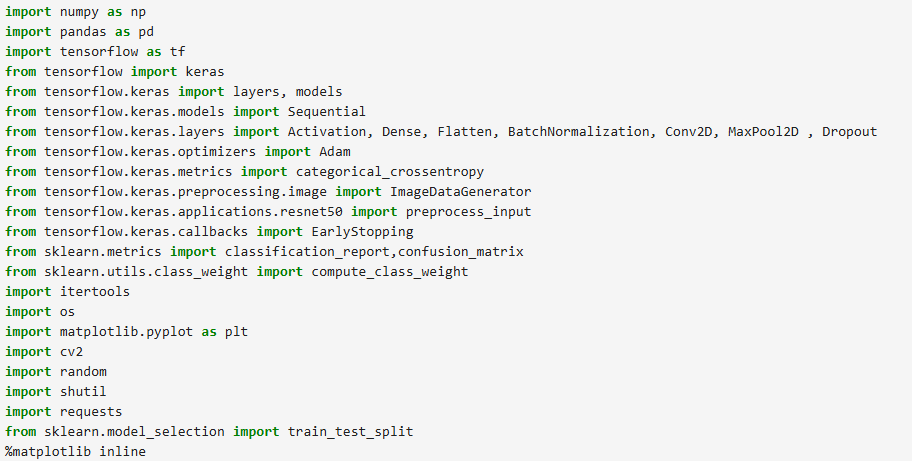 import numpy as np
import pandas as pd
import tensorflow as tf
from tensorflow import keras
from tensorflow.keras import layers, models
from tensorflow.keras.models import Sequential
from tensorflow.keras.layers import Activation, Dense, Flatten, BatchNormalization, Conv2D, MaxPool2D , Dropout
from tensorflow.keras.optimizers import Adam
from tensorflow.keras.metrics import categorical_crossentropy
from tensorflow.keras.preprocessing.image import ImageDataGenerator
from tensorflow.keras.applications.resnet50 import preprocess_input
from tensorflow.keras.callbacks import EarlyStopping
from sklearn.metrics import classification_report,confusion_matrix
from sklearn.utils.class_weight import compute_class_weight
import itertools
import os
import matplotlib.pyplot as plt
import cv2
import random
import shutil
import requests
from sklearn.model_selection import train_test_split
%matplotlib inline